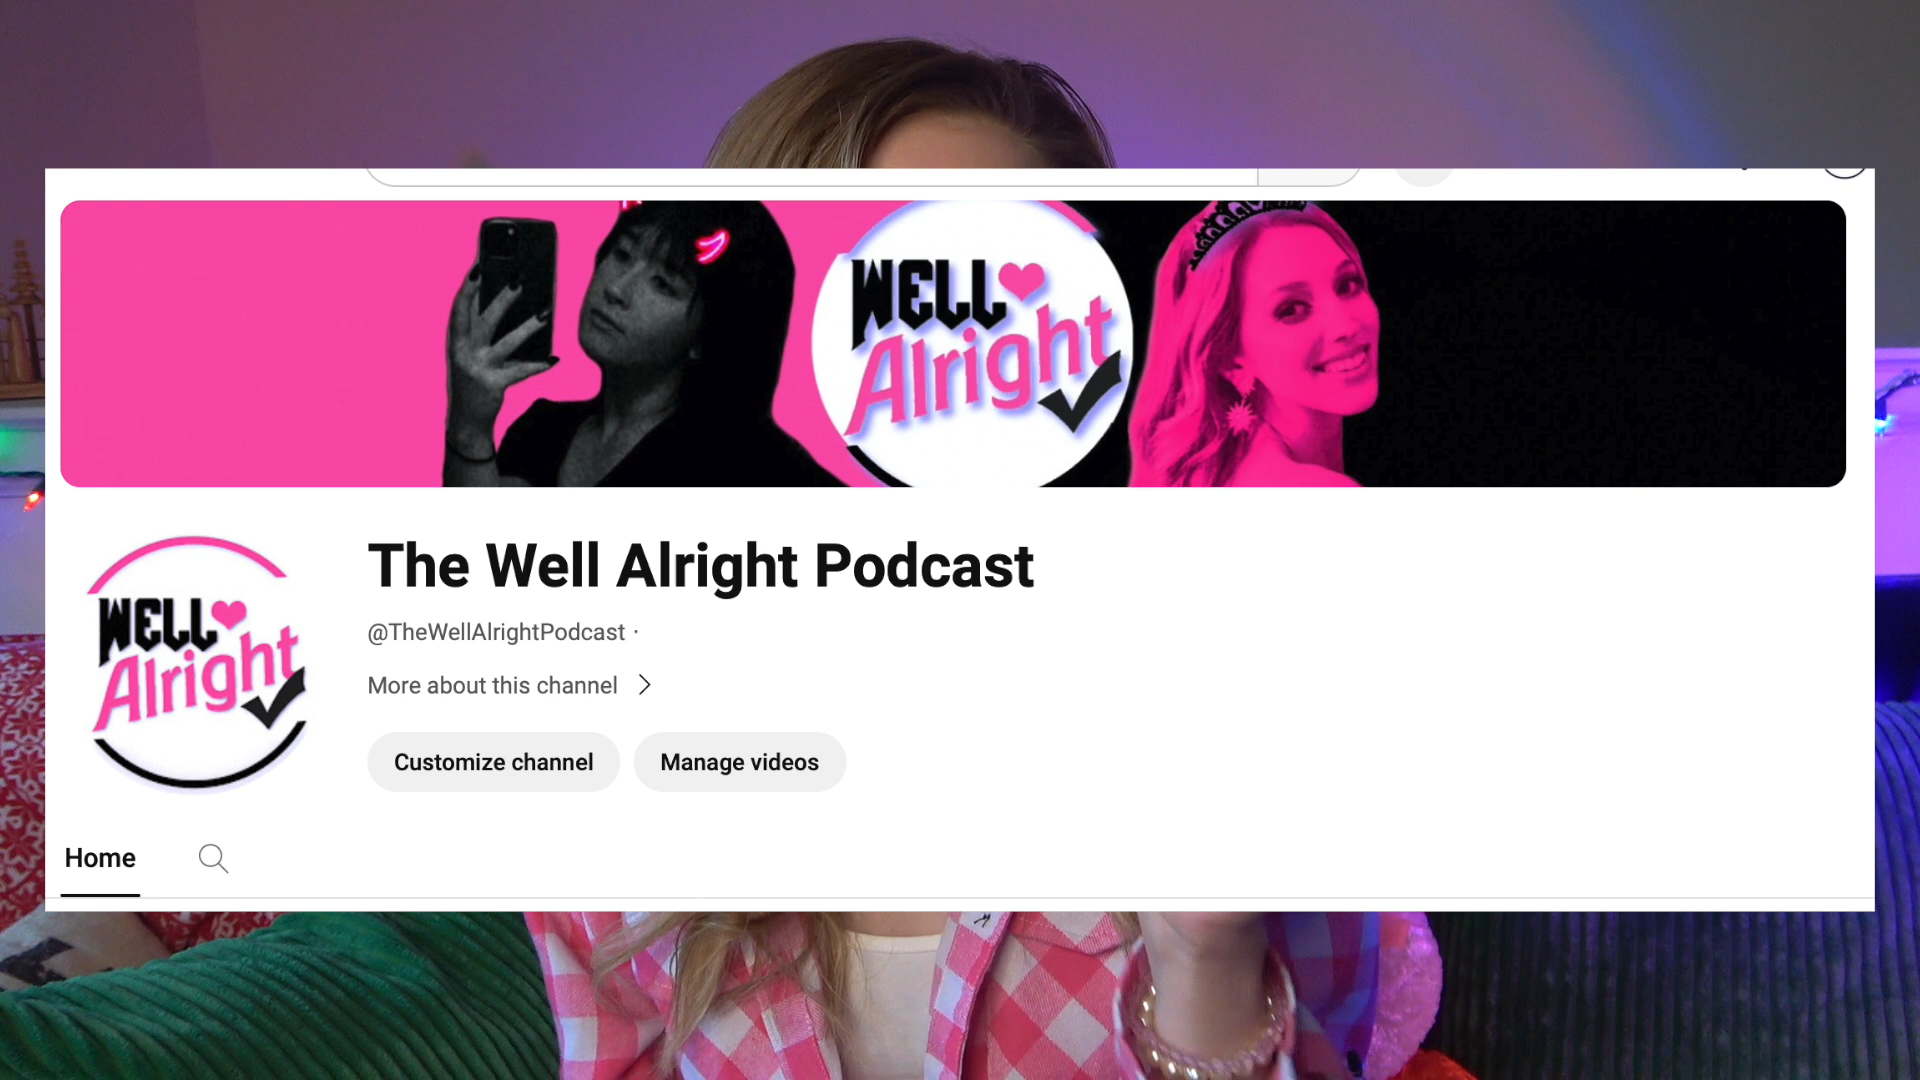 WELL
Alright
WELL
Alright
The Well Alright Podcast
@TheWellAlrightPodcast ·
More about this channel
Customize channel
Manage videos
Home